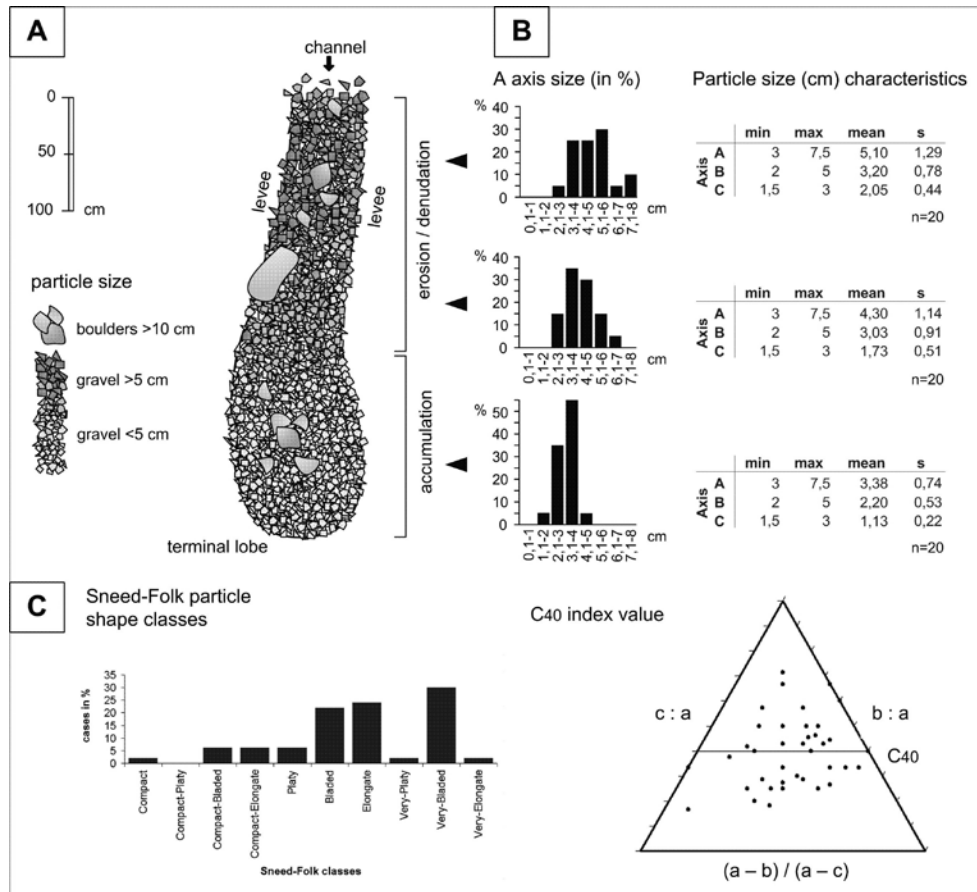 A
channel
0
50
100
cm
levee
levee
erosion / denudation
accumulation
particle size
boulders >10 cm
gravel >5 cm
gravel <5 cm
terminal lobe
B
A axis size (in %)
Particle size (cm) characteristics
%
40
30
20
10
0
0,1-1
1,1-2
2,1-3
3,1-4
4,1-5
5,1-6
6,1-7
7,1-8
cm
min max mean s
Axis
A 3 7,5 5,10 1,29
B 2 5 3,20 0,78
C 1,5 3 2,05 0,44
n=20
%
40
30
20
10
0
0,1-1
1,1-2
2,1-3
3,1-4
4,1-5
5,1-6
6,1-7
7,1-8
cm
min max mean s
Axis
A 3 7,5 4,30 1,14
B 2 5 3,03 0,91
C 1,5 3 1,73 0,51
n=20
%
50
40
30
20
10
0
0,1-1
1,1-2
2,1-3
3,1-4
4,1-5
5,1-6
6,1-7
7,1-8
cm
min max mean s
Axis
A 3 7,5 3,38 0,74
B 2 5 2,20 0,53
C 1,5 3 1,13 0,22
n=20
C
Sneed-Folk particle
shape classes
cases in %
35
30
25
20
15
10
5
0
Compact
Compact-Platy
Compact-Bladed
Compact-Elongate
Platy
Bladed
Elongate
Very-Platy
Very-Bladed
Very-Elongate
Sneed-Folk classes
C40 index value
c : a
b : a
C40
(a – b) / (a – c)